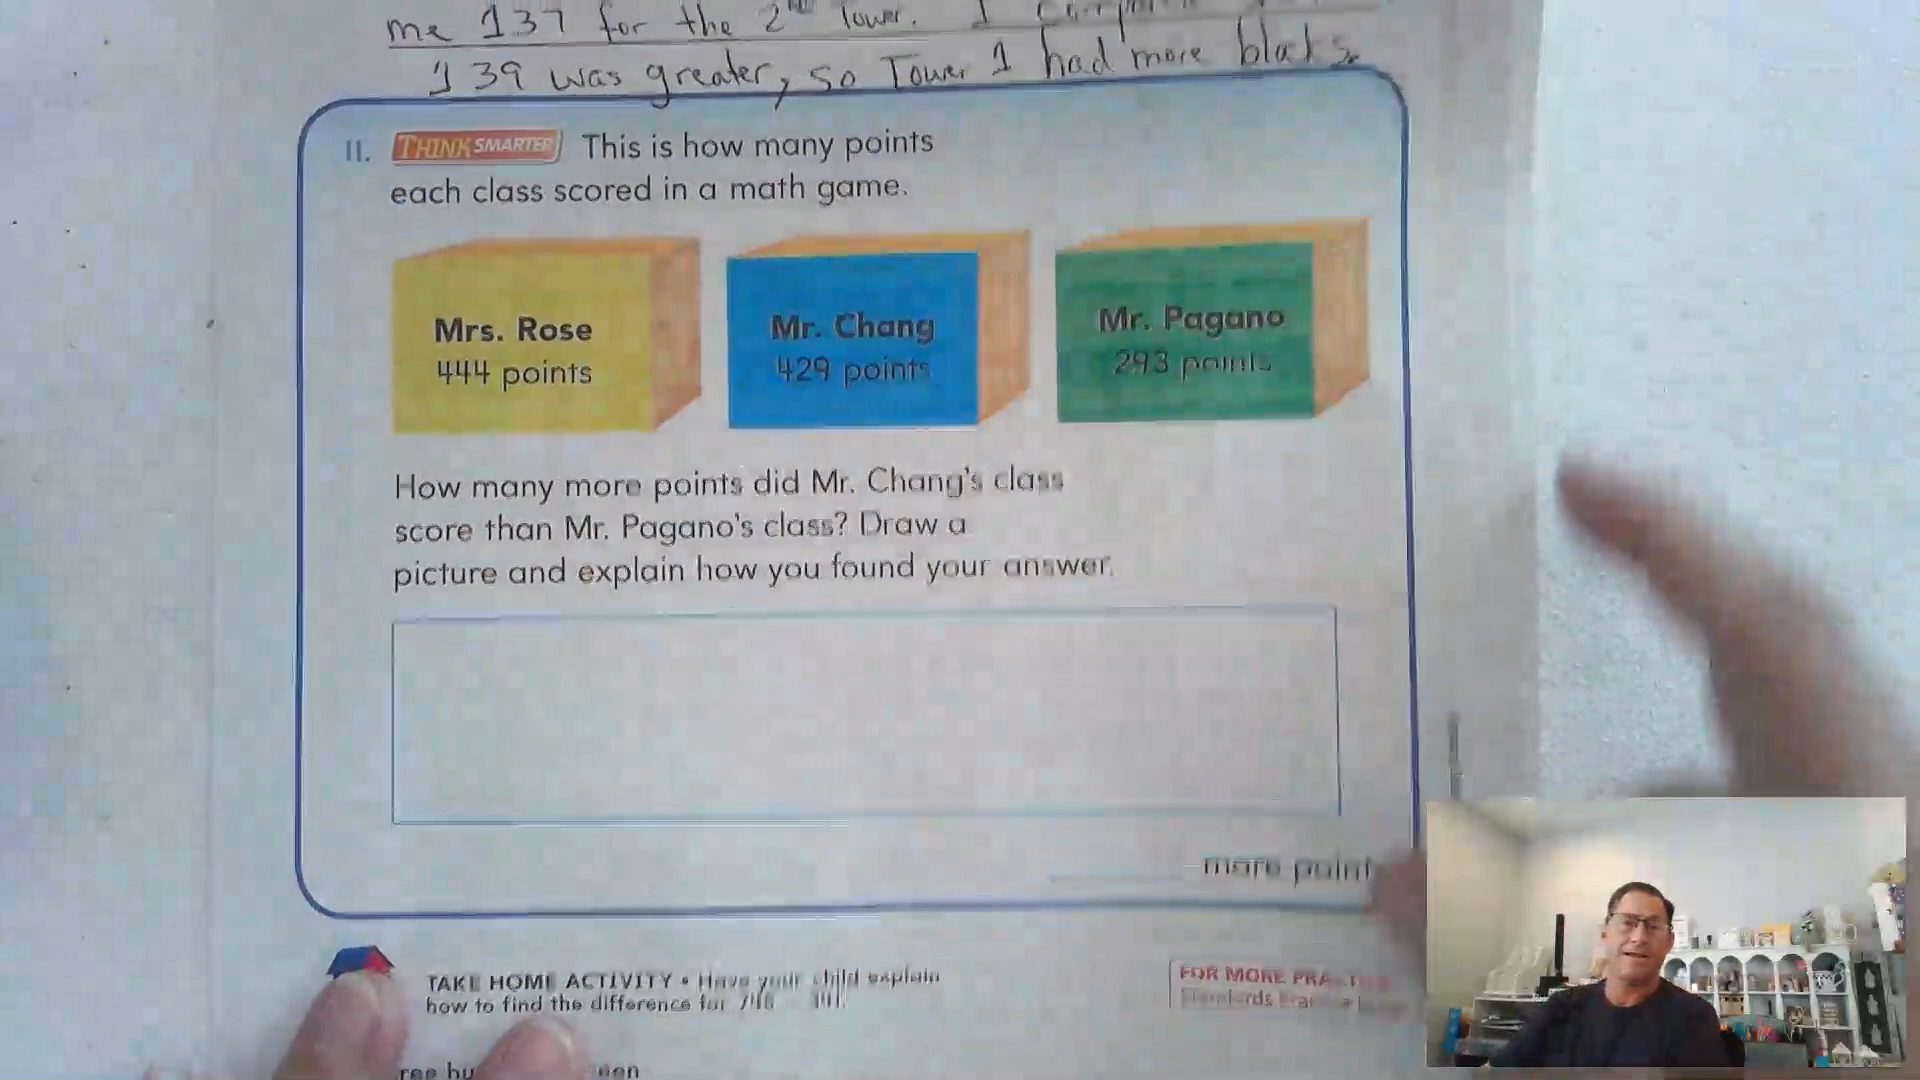 me 137 for the 2nd Tower. I
139 was greater, so Tower 1 had more blocks
11. THINK SMARTER This is how many points
each class scored in a math game.
Mrs. Rose
444 points
Mr. Chang
429 points
Mr. Pagano
293 points
How many more points did Mr. Chang's class
score than Mr. Pagano's class? Draw a
picture and explain how you found your answer.
more point
TAKE HOME ACTIVITY • Have your child explain
how to find the difference for
FOR MORE PRACTICE
Standards Practice